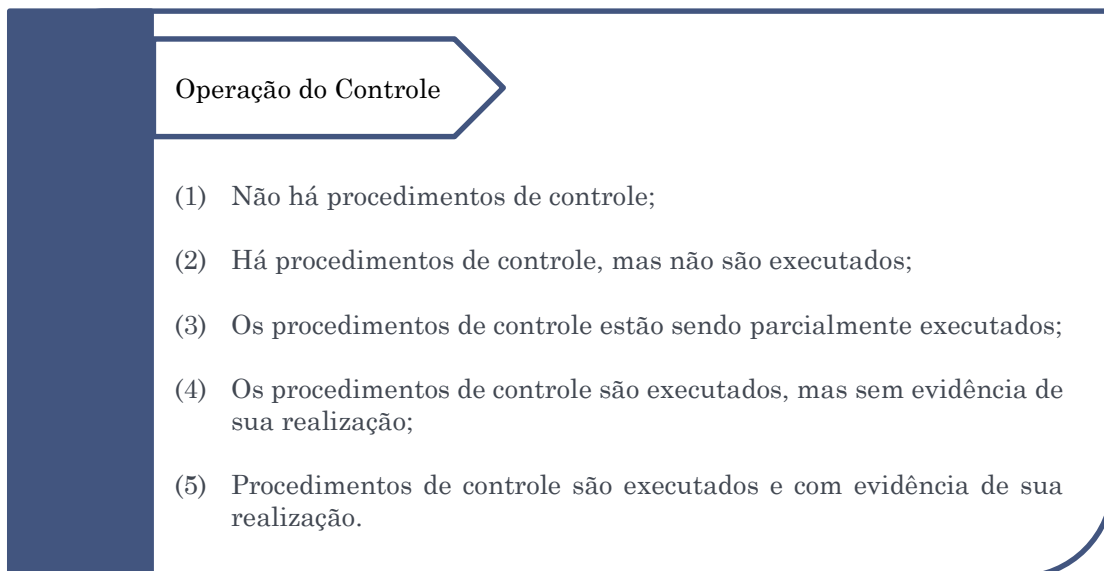 Operação do Controle
(1) Não há procedimentos de controle;
(2) Há procedimentos de controle, mas não são executados;
(3) Os procedimentos de controle estão sendo parcialmente executados;
(4) Os procedimentos de controle são executados, mas sem evidência de
sua realização;
(5) Procedimentos de controle são executados e com evidência de sua
realização.